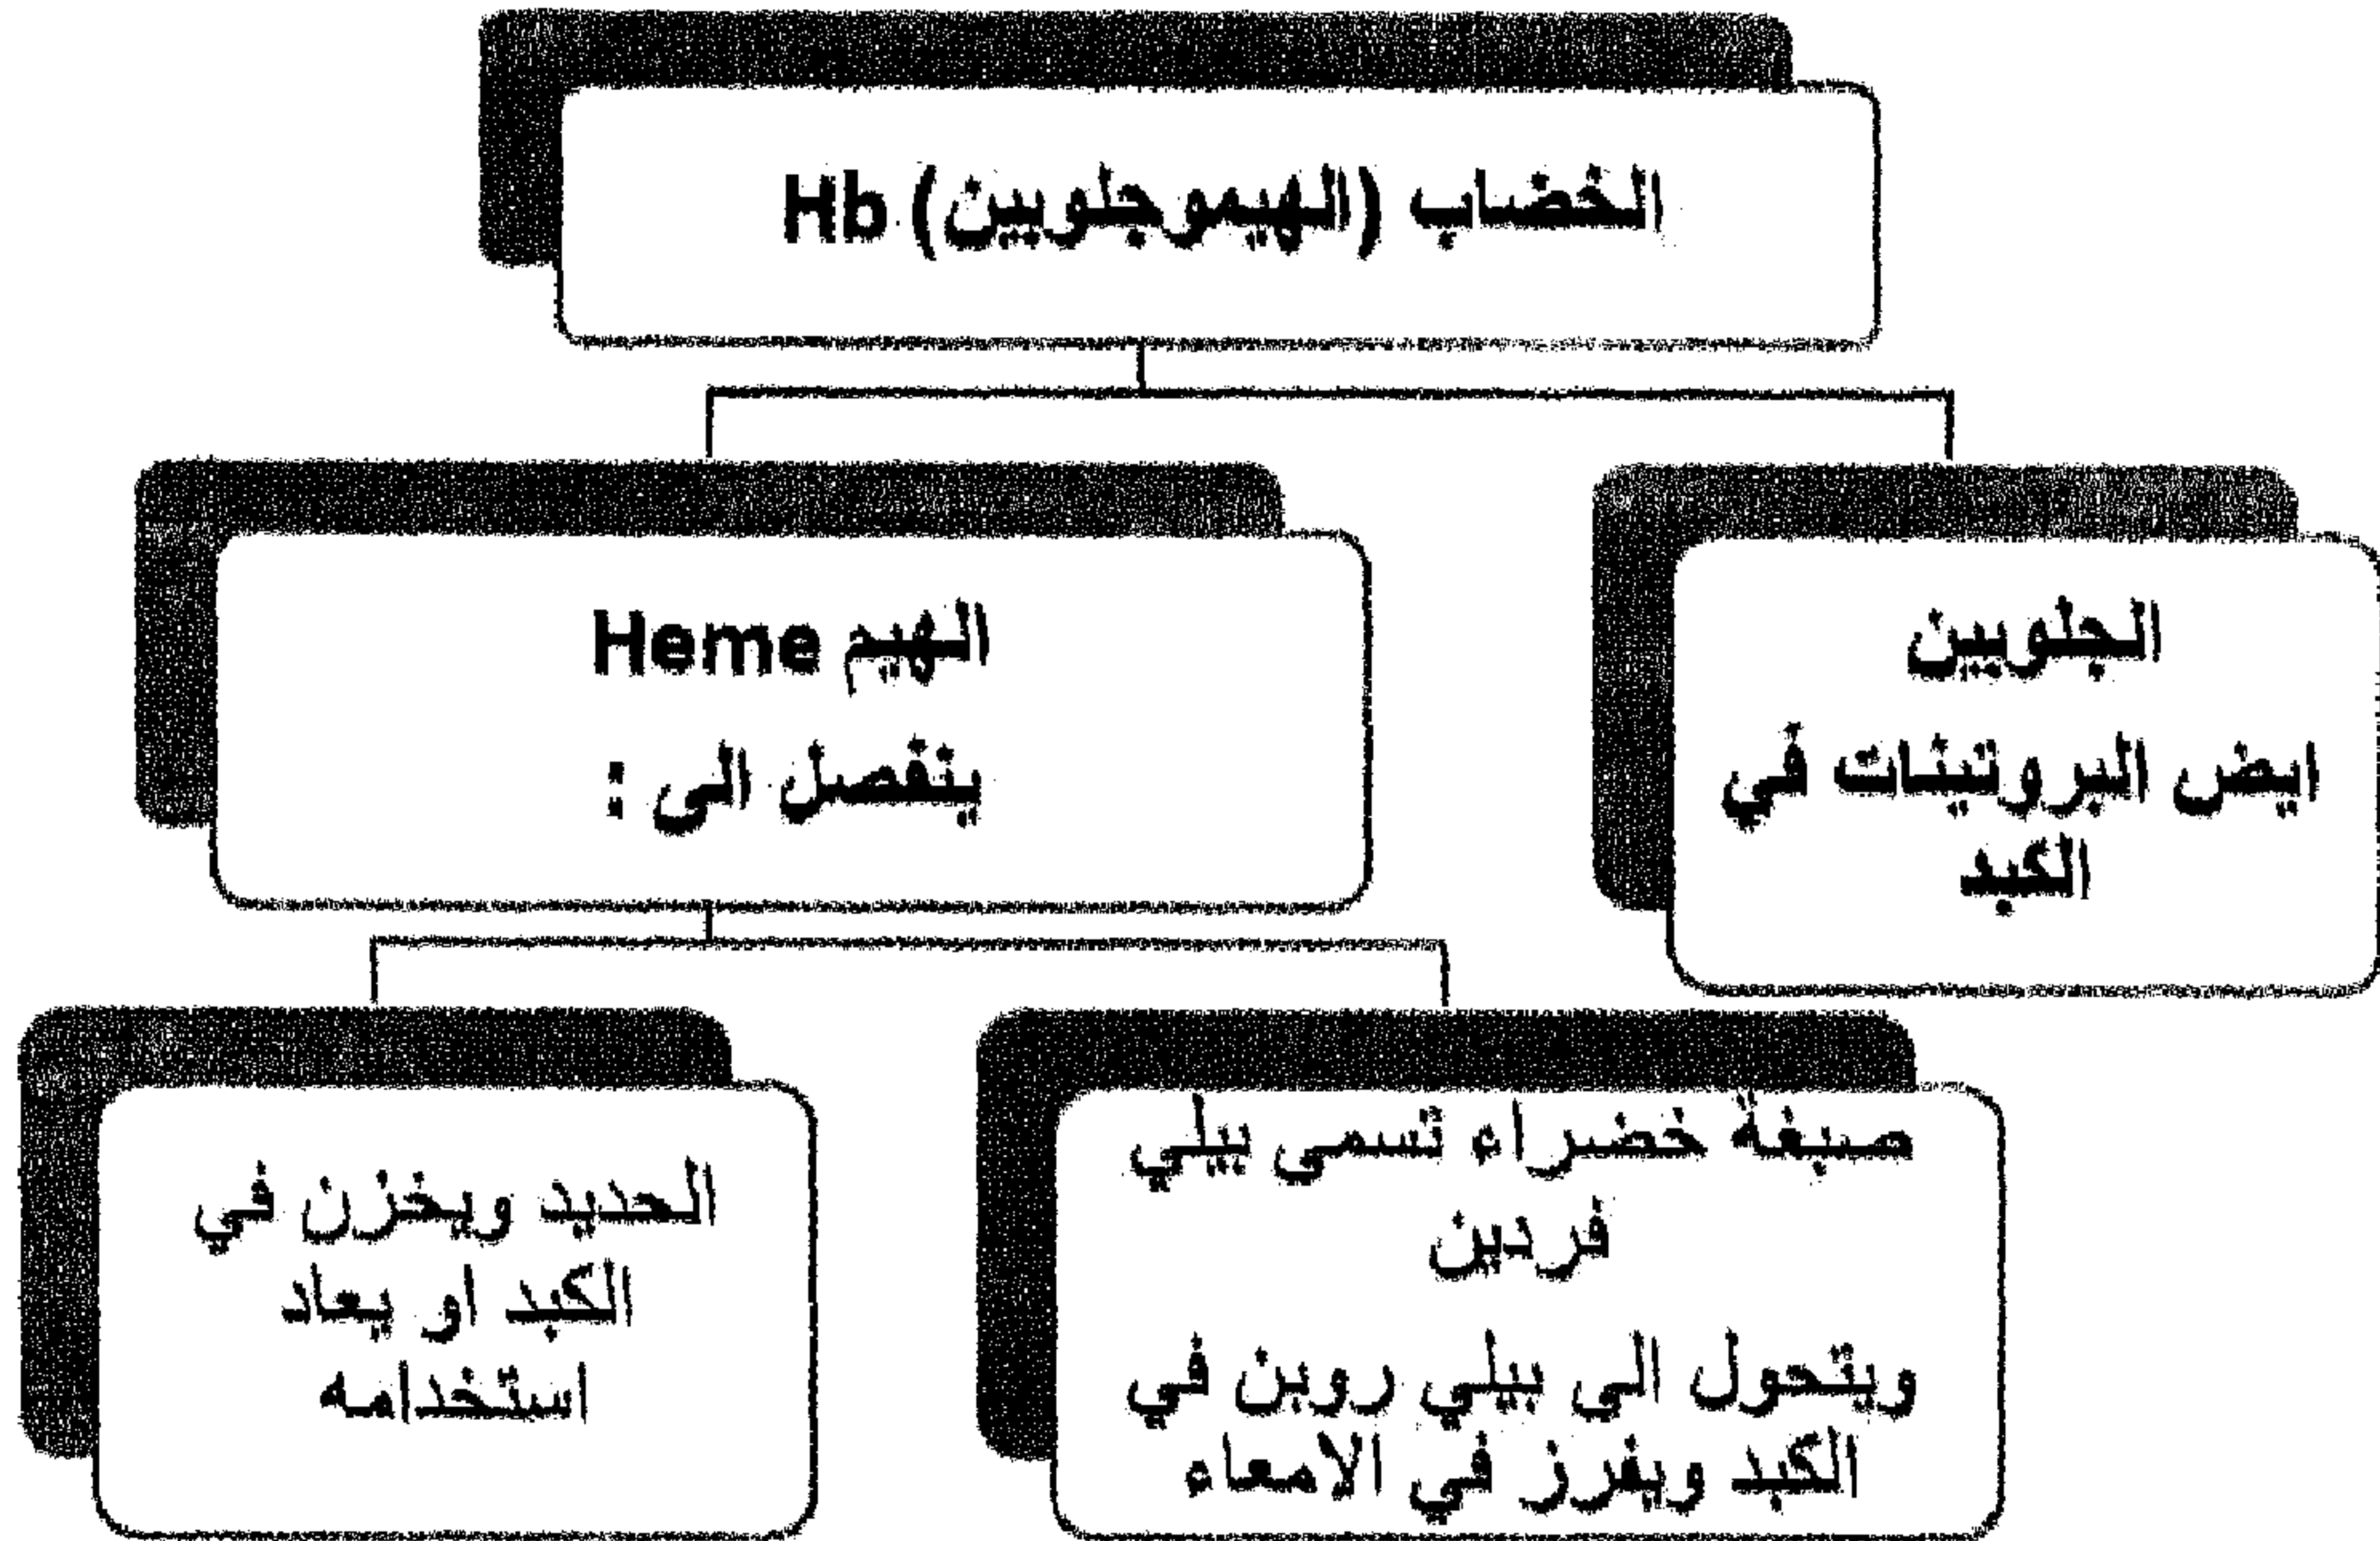 الخضاب (الهيموجلوبين) Hb
الجلوبين
ايض البروتينات في
الكبد
الهيم Heme
ينفصل الى :
صبغة خضراء تسمى بيلي
فردين
ويتحول الى بيلي روبن في
الكبد ويفرز في الامعاء
الحديد ويخزن في
الكبد او يعاد
استخدامه